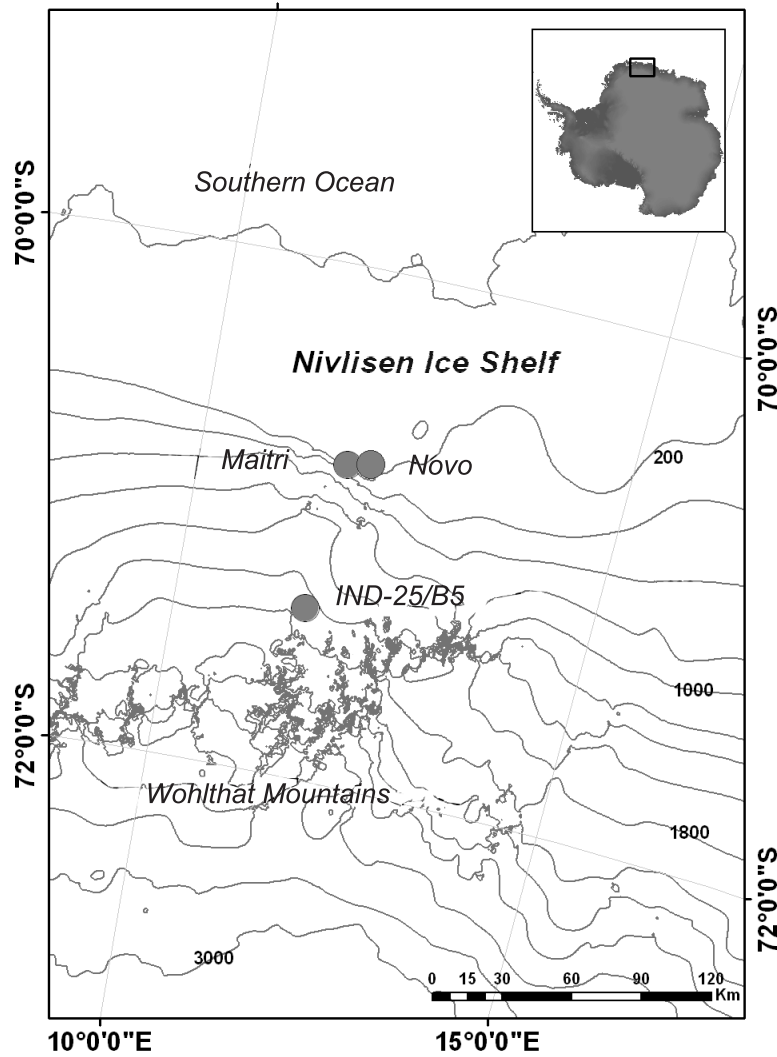 Southern Ocean
70°0'0"S
70°0'0"S
Nivlisen Ice Shelf
Maitri
Novo
200
IND-25/B5
1000
72°0'0"S
Wohlthat Mountains
1800
72°0'0"S
3000
0 15 30 60 90 120
Km
10°0'0"E
15°0'0"E